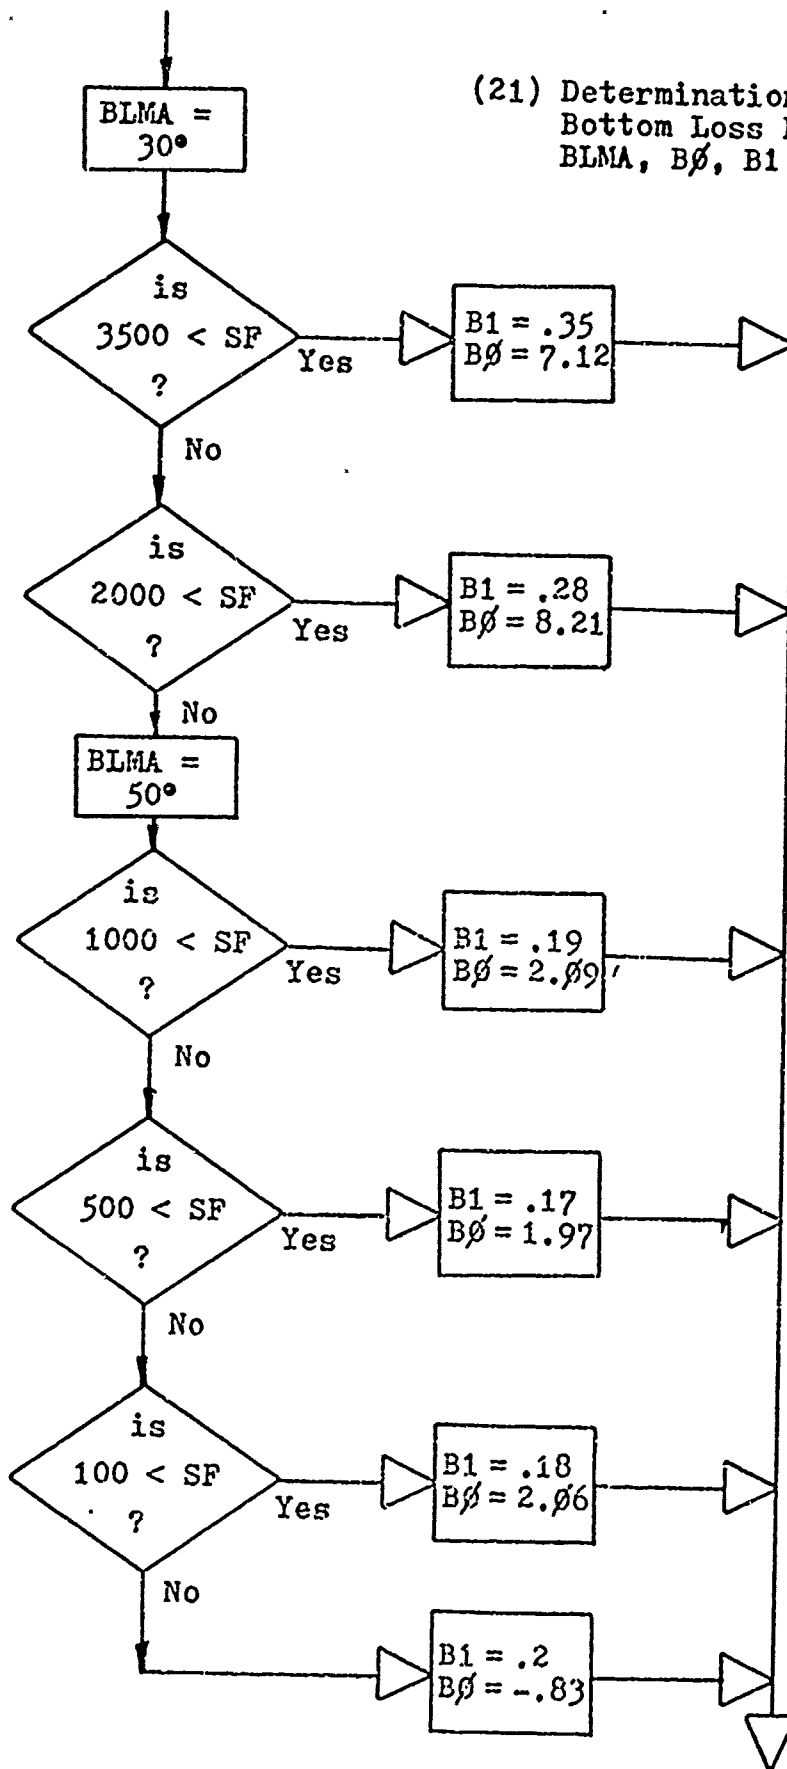 (21) Determination
Bottom Loss
BLMA, BØ, B1
BLMA =
30°
is
3500 < SF
?
Yes
B1 = .35
BØ = 7.12
No
is
2000 < SF
?
Yes
B1 = .28
BØ = 8.21
No
BLMA =
50°
is
1000 < SF
?
Yes
B1 = .19
BØ = 2.Ø9
No
is
500 < SF
?
Yes
B1 = .17
BØ = 1.97
No
is
100 < SF
?
Yes
B1 = .18
BØ = 2.Ø6
No
B1 = .2
BØ = -.83